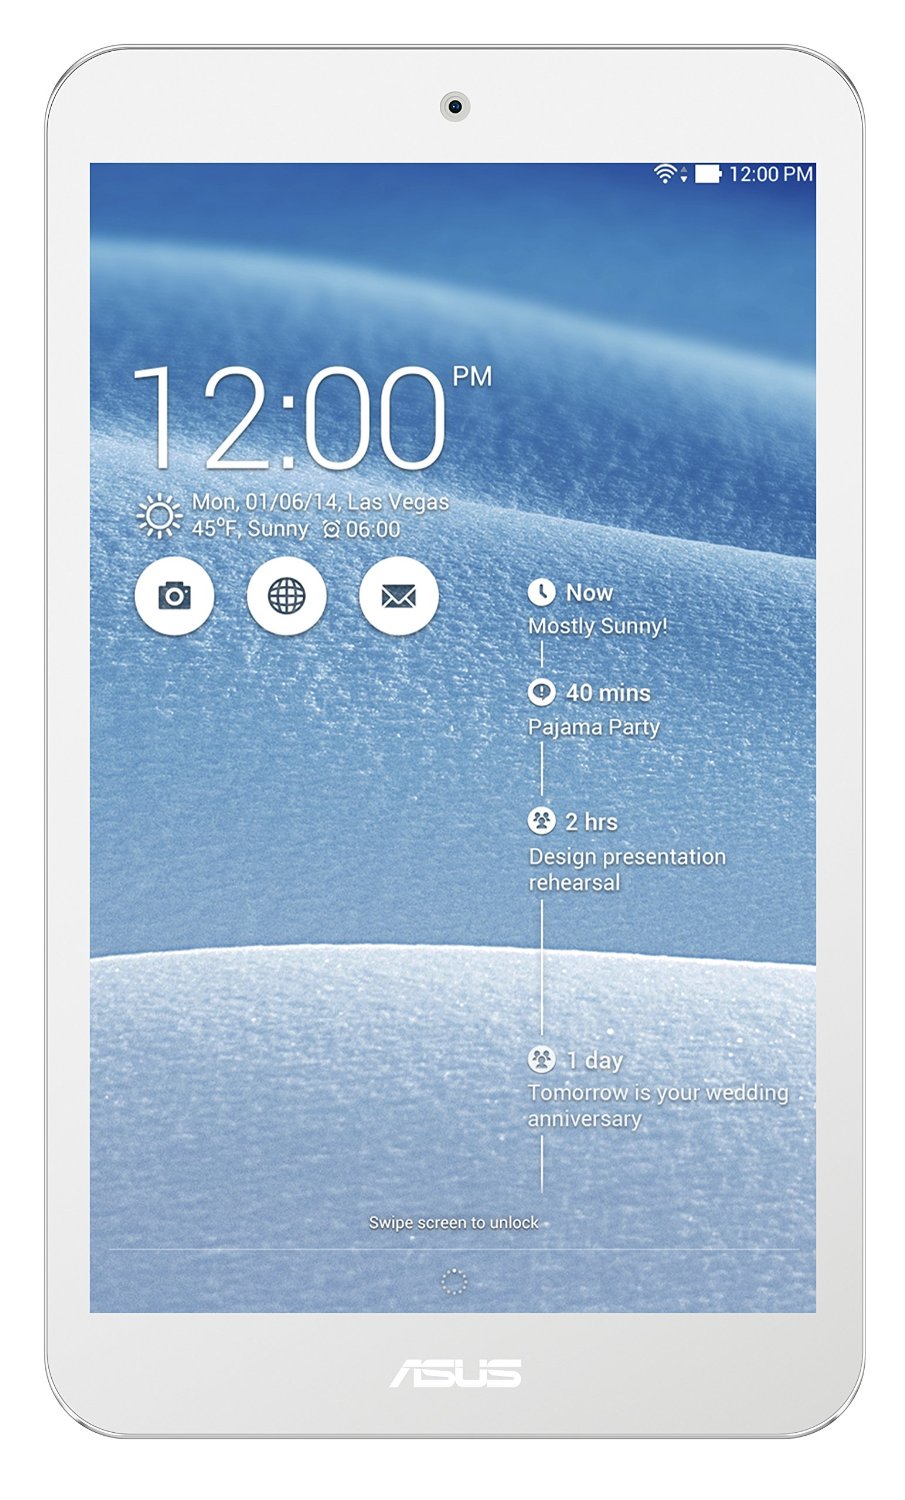 12:00 PM
12:00 PM
Mon, 01/06/14, Las Vegas
45°F, Sunny 06:00
Now
Mostly Sunny!
40 mins
Pajama Party
2 hrs
Design presentation
rehearsal
1 day
Tomorrow is your wedding
anniversary
Swipe screen to unlock
ASUS